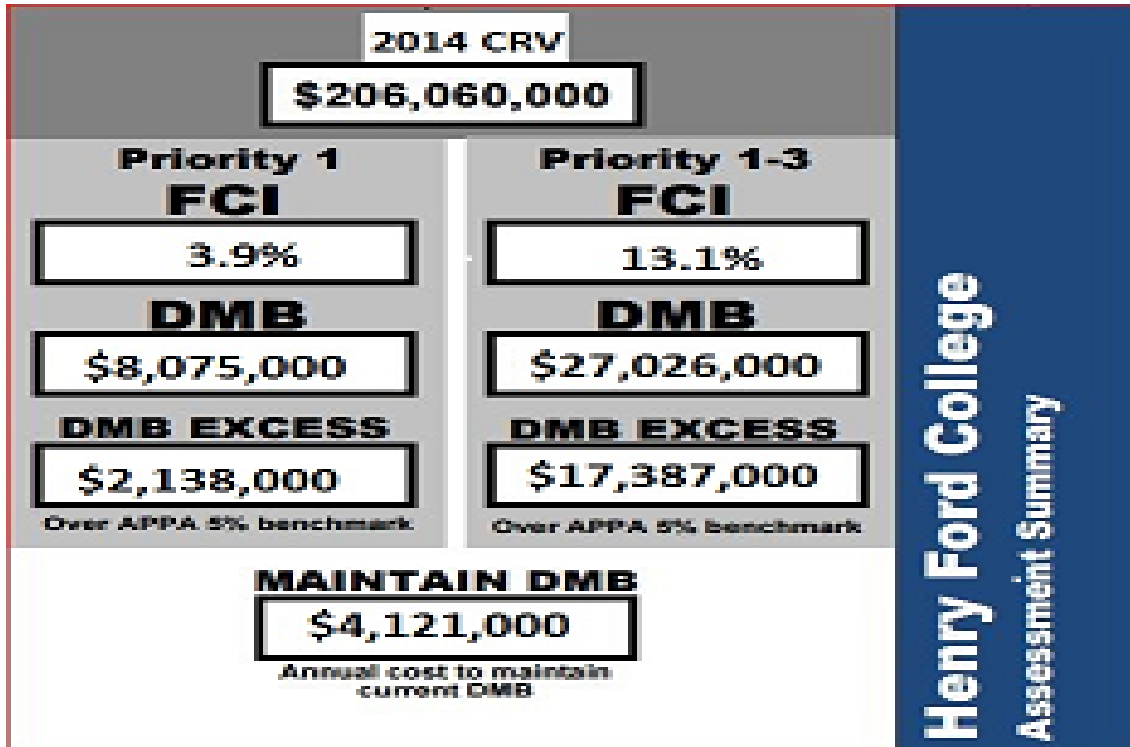 2014 CRV
$206,060,000
Priority 1
FCI
3.9%
DMB
$8,075,000
DMB EXCESS
$2,138,000
Over APPA 5% benchmark
Priority 1-3
FCI
13.1%
DMB
$27,026,000
DMB EXCESS
$17,387,000
Over APPA 5% benchmark
MAINTAIN DMB
$4,121,000
Annual cost to maintain
current DMB
Henry Ford College
Assessment Summary